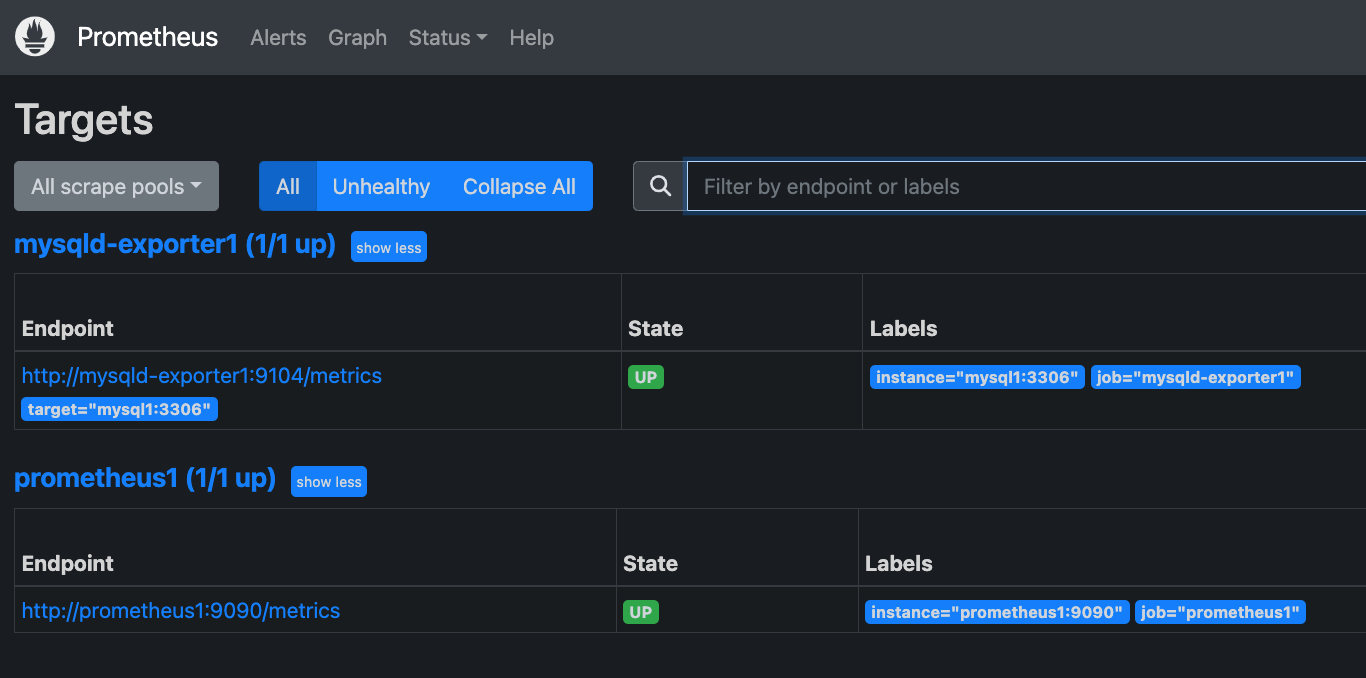 Prometheus Alerts Graph Status Help
Targets
All scrape pools All Unhealthy Collapse All Filter by endpoint or labels
mysqld-exporter1 (1/1 up) show less
Endpoint State Labels
http://mysqld-exporter1:9104/metrics UP instance="mysql1:3306" job="mysqld-exporter1"
target="mysql1:3306"
prometheus1 (1/1 up) show less
Endpoint State Labels
http://prometheus1:9090/metrics UP instance="prometheus1:9090" job="prometheus1"